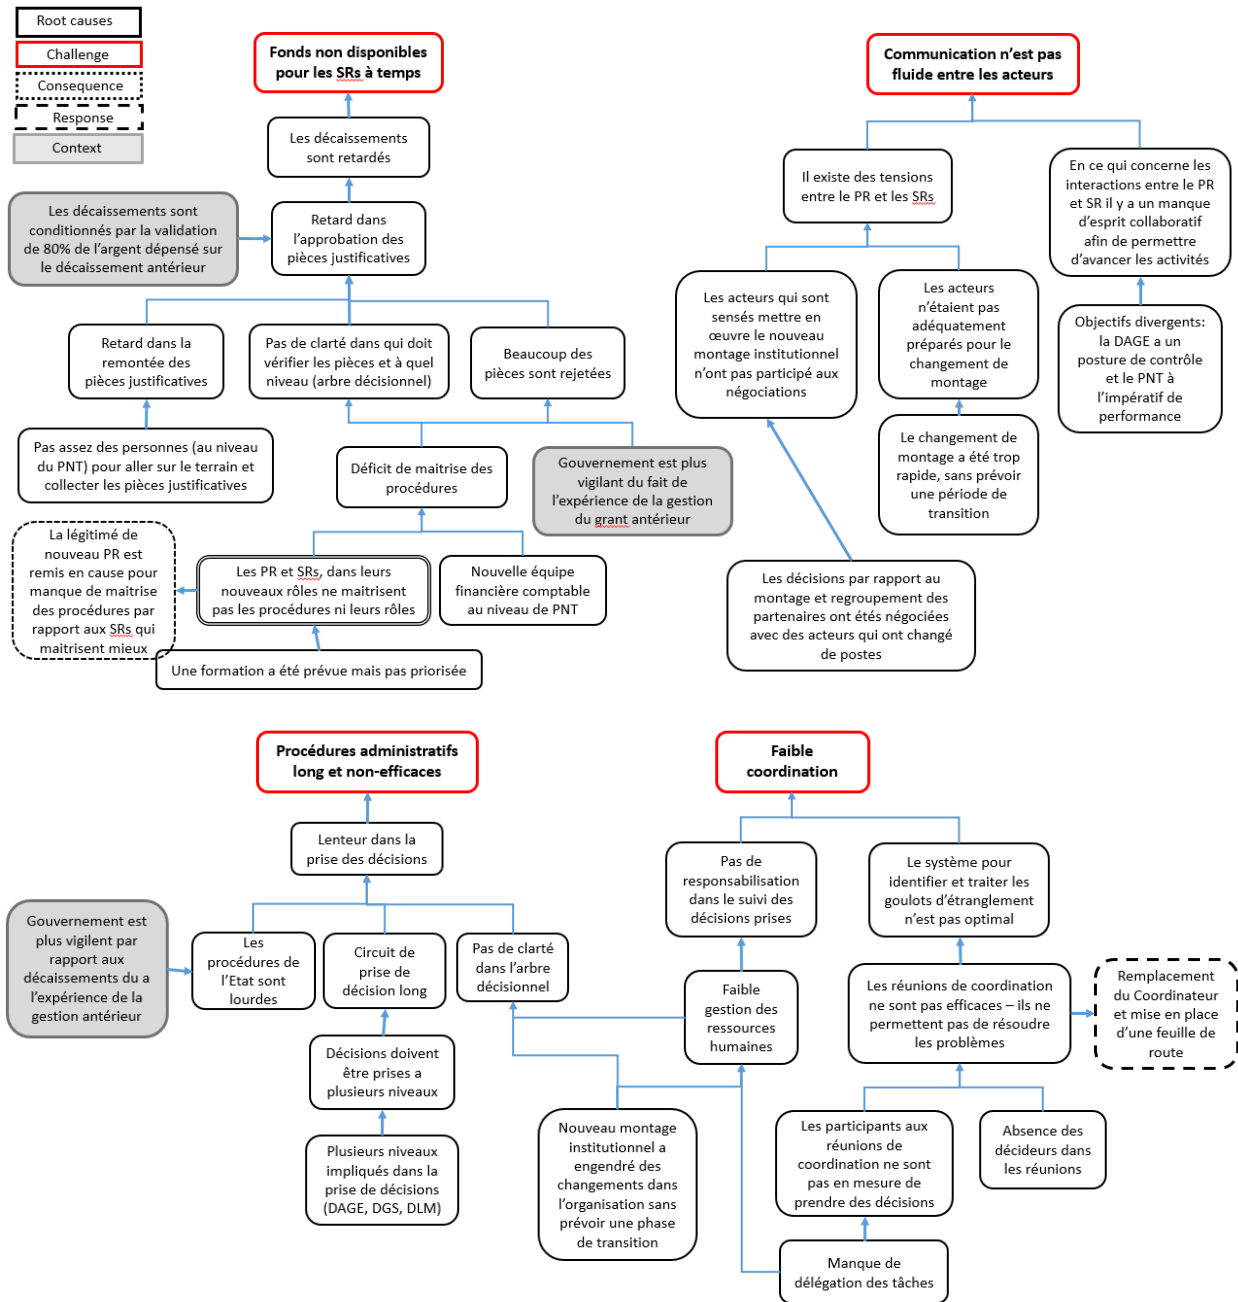 Root causes
Challenge
Consequence
Response
Context
Fonds non disponibles
pour les SRs à temps
Les décaissements
sont retardés
Les décaissements sont
conditionnés par la validation
de 80% de l'argent dépensé sur
le décaissement antérieur
Retard dans
l'approbation des
pièces justificatives
Retard dans la
remontée des
pièces justificatives
Pas de clarté dans qui doit
vérifier les pièces et à quel
niveau (arbre décisionnel)
Beaucoup des
pièces sont rejetées
Pas assez des personnes (au niveau
du PNT) pour aller sur le terrain et
collecter les pièces justificatives
Déficit de maitrise des
procédures
Gouvernement est plus
vigilant du fait de
l'expérience de la gestion
du grant antérieur
La légitimé de
nouveau PR est
remis en cause pour
manque de maitrise
des procédures par
rapport aux SRs qui
maitrisent mieux
Les PR et SRs, dans leurs
nouveaux rôles ne maitrisent
pas les procédures ni leurs rôles
Nouvelle équipe
financière comptable
au niveau de PNT
Une formation a été prévue mais pas priorisée
Communication n'est pas
fluide entre les acteurs
Il existe des tensions
entre le PR et les SRs
En ce qui concerne les
interactions entre le PR
et SR il y a un manque
d'esprit collaboratif
afin de permettre
d'avancer les activités
Les acteurs qui sont
sensés mettre en
œuvre le nouveau
montage institutionnel
n'ont pas participé aux
négociations
Les acteurs
n'étaient pas
adéquatement
préparés pour le
changement de
montage
Objectifs divergents:
la DAGE a un
posture de contrôle
et le PNT à
l'impératif de
performance
Le changement de
montage a été trop
rapide, sans prévoir
une période de
transition
Les décisions par rapport au
montage et regroupement des
partenaires ont étés négociées
avec des acteurs qui ont changé
de postes
Procédures administratifs
long et non-efficaces
Lenteur dans la
prise des décisions
Gouvernement est
plus vigilent par
rapport aux
décaissements du a
l'expérience de la
gestion antérieur
Les
procédures de
l'Etat sont
lourdes
Circuit de
prise de
décision long
Pas de clarté
dans l'arbre
décisionnel
Décisions doivent
être prises a
plusieurs niveaux
Plusieurs niveaux
impliqués dans la
prise de décisions
(DAGE, DGS, DLM)
Faible
coordination
Pas de
responsabilisation
dans le suivi des
décisions prises
Le système pour
identifier et traiter les
goulots d'étranglement
n'est pas optimal
Faible
gestion des
ressources
humaines
Les réunions de coordination
ne sont pas efficaces – ils ne
permettent pas de résoudre
les problèmes
Remplacement
du Coordinateur
et mise en place
d'une feuille de
route
Nouveau montage
institutionnel a
engendré des
changements dans
l'organisation sans
prévoir une phase
de transition
Les participants aux
réunions de
coordination ne sont
pas en mesure de
prendre des décisions
Absence des
décideurs dans
les réunions
Manque de
délégation des tâches